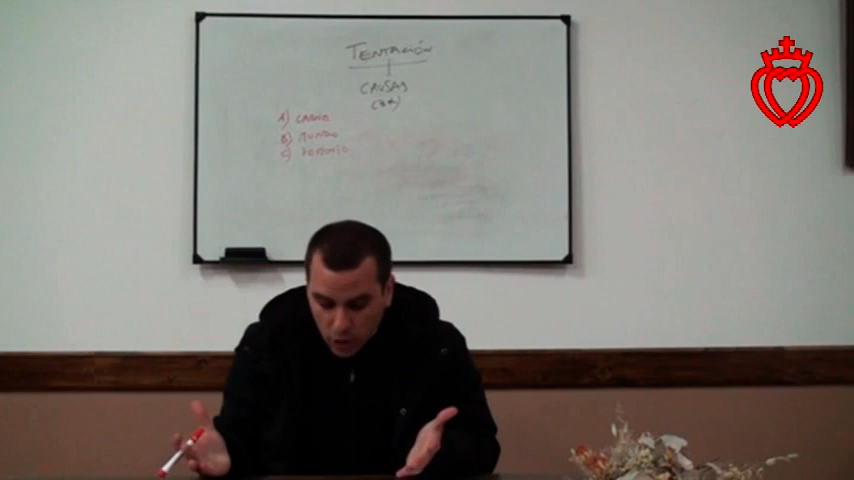 TENTACIÓN
CAUSAS
A) CARNE
B) MUNDO
C) DEMONIO